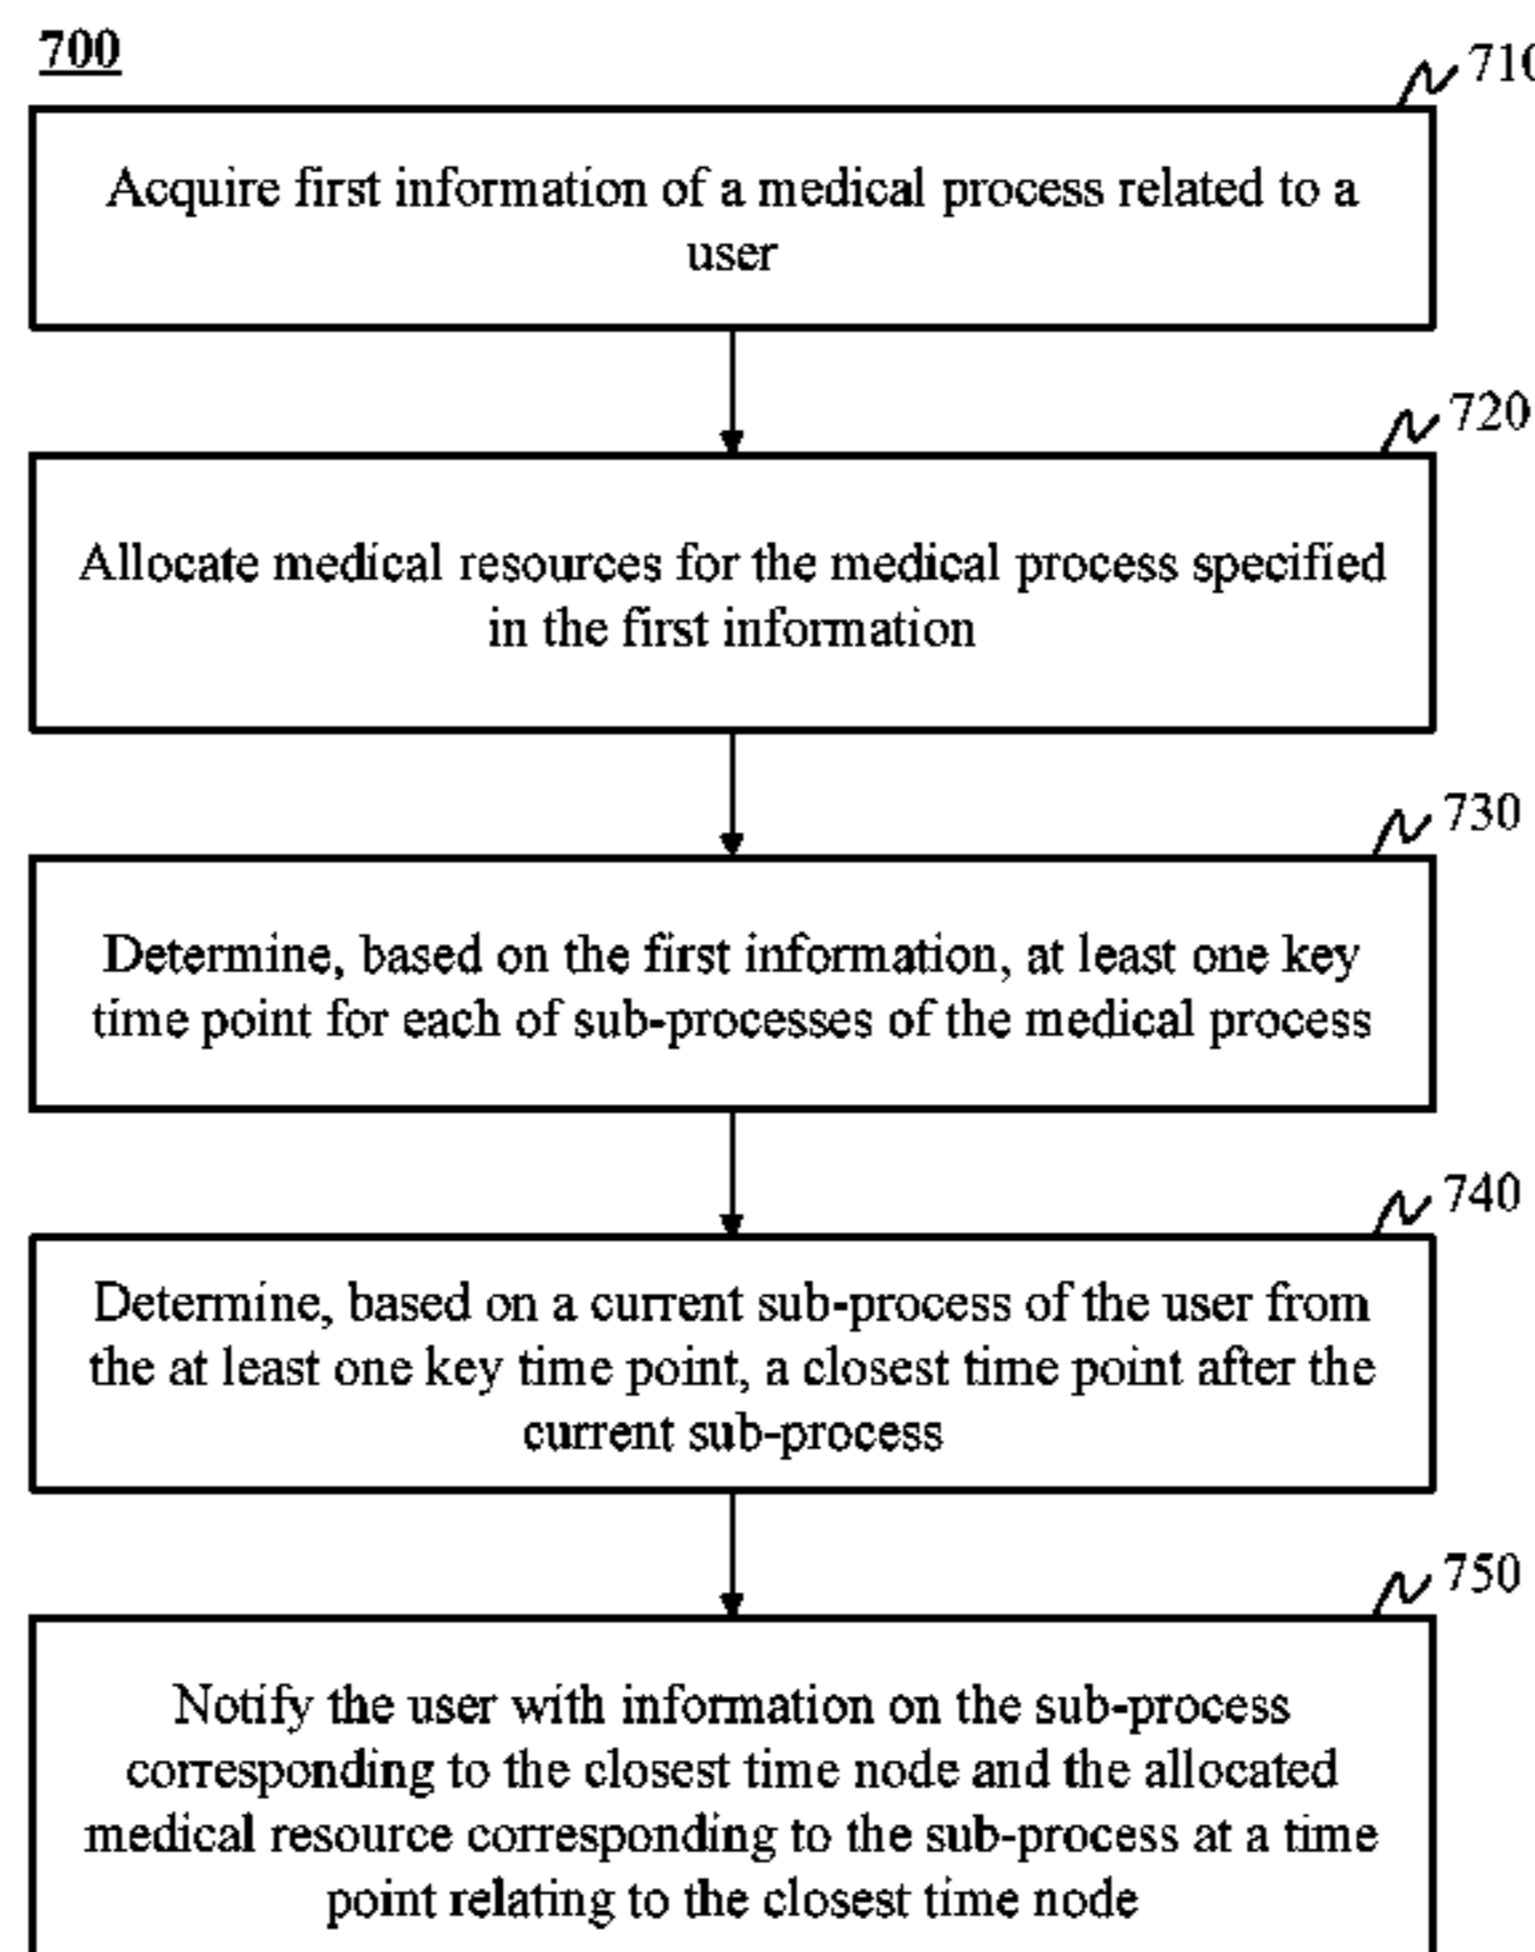 700
710
Acquire first information of a medical process related to a
user
720
Allocate medical resources for the medical process specified
in the first information
730
Determine, based on the first information, at least one key
time point for each of sub-processes of the medical process
740
Determine, based on a current sub-process of the user from
the at least one key time point, a closest time point after the
current sub-process
750
Notify the user with information on the sub-process
corresponding to the closest time node and the allocated
medical resource corresponding to the sub-process at a time
point relating to the closest time node